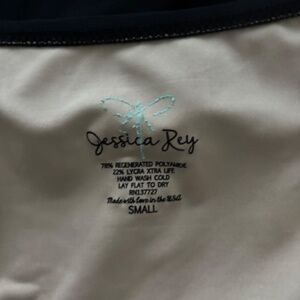 Jessica Rey
78% REGENERATED POLYAMIDE
22% LYCRA XTRA LIFE
HAND WASH COLD
LAY FLAT TO DRY
RN137727
Made with Love in the USA
SMALL